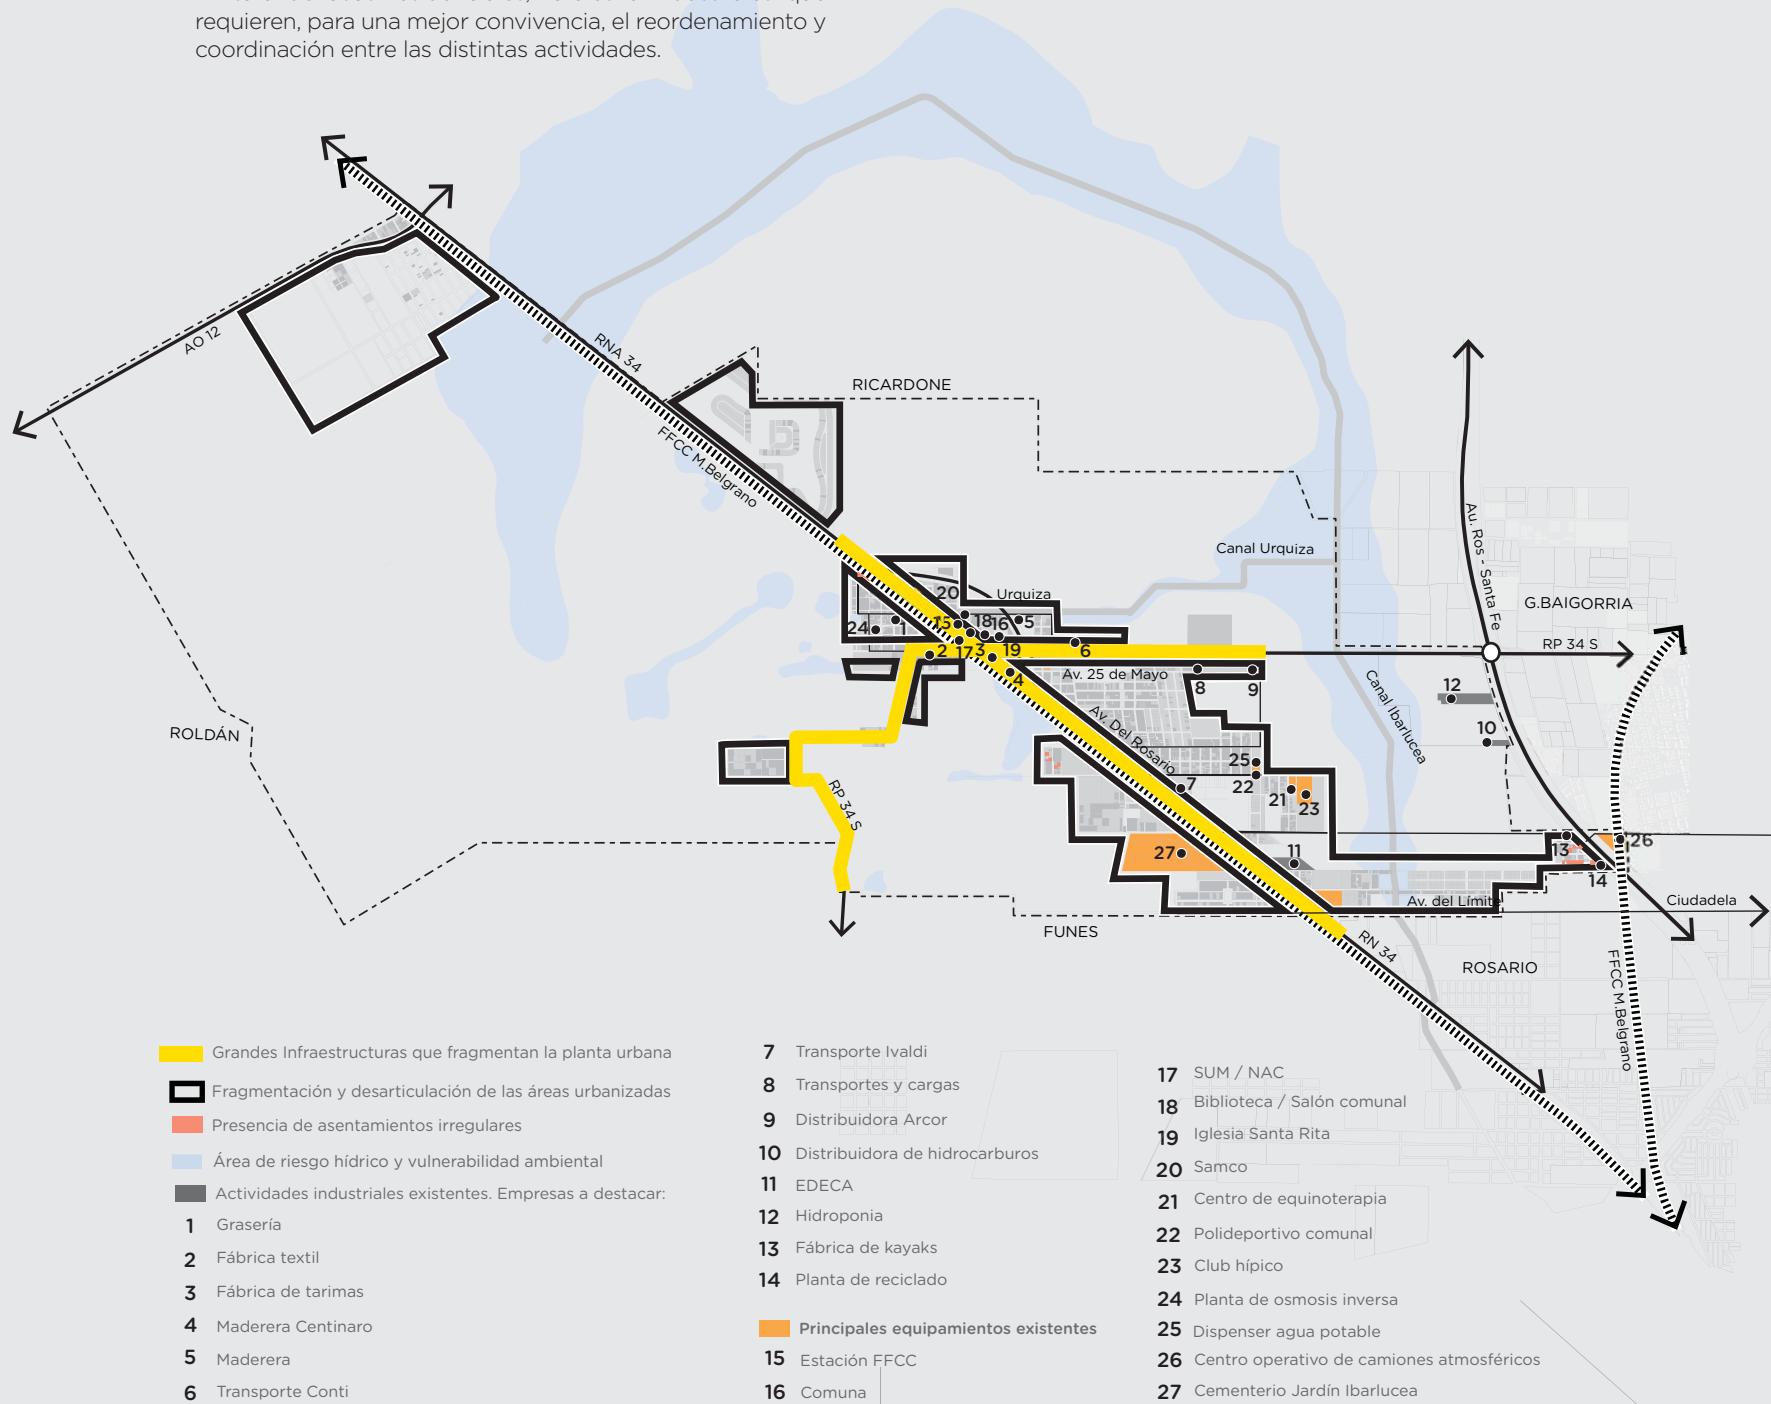 requieren, para una mejor convivencia, el reordenamiento y
coordinación entre las distintas actividades.
AO 12
RNA 34
FFCC M.Belgrano
RICARDONE
Canal Urquiza
Au. Ros - Santa Fe
G.BAIGORRIA
RP 34 S
20
Urquiza
24
1
15
18
16
5
2
17
3
19
6
4
Av. 25 de Mayo
8
9
12
10
Canal Ibarlucea
ROLDÁN
Av. Del Rosario
25
22
21
23
7
RP 34 S
27
11
13
26
14
Av. del Límite
Ciudadela
FUNES
RN 34
ROSARIO
FFCC M.Belgrano
Grandes Infraestructuras que fragmentan la planta urbana
Fragmentación y desarticulación de las áreas urbanizadas
Presencia de asentamientos irregulares
Área de riesgo hídrico y vulnerabilidad ambiental
Actividades industriales existentes. Empresas a destacar:
1 Grasería
2 Fábrica textil
3 Fábrica de tarimas
4 Maderera Centinaro
5 Maderera
6 Transporte Conti
7 Transporte Ivaldi
8 Transportes y cargas
9 Distribuidora Arcor
10 Distribuidora de hidrocarburos
11 EDECA
12 Hidroponia
13 Fábrica de kayaks
14 Planta de reciclado
Principales equipamientos existentes
15 Estación FFCC
16 Comuna
17 SUM / NAC
18 Biblioteca / Salón comunal
19 Iglesia Santa Rita
20 Samco
21 Centro de equinoterapia
22 Polideportivo comunal
23 Club hípico
24 Planta de osmosis inversa
25 Dispenser agua potable
26 Centro operativo de camiones atmosféricos
27 Cementerio Jardín Ibarlucea